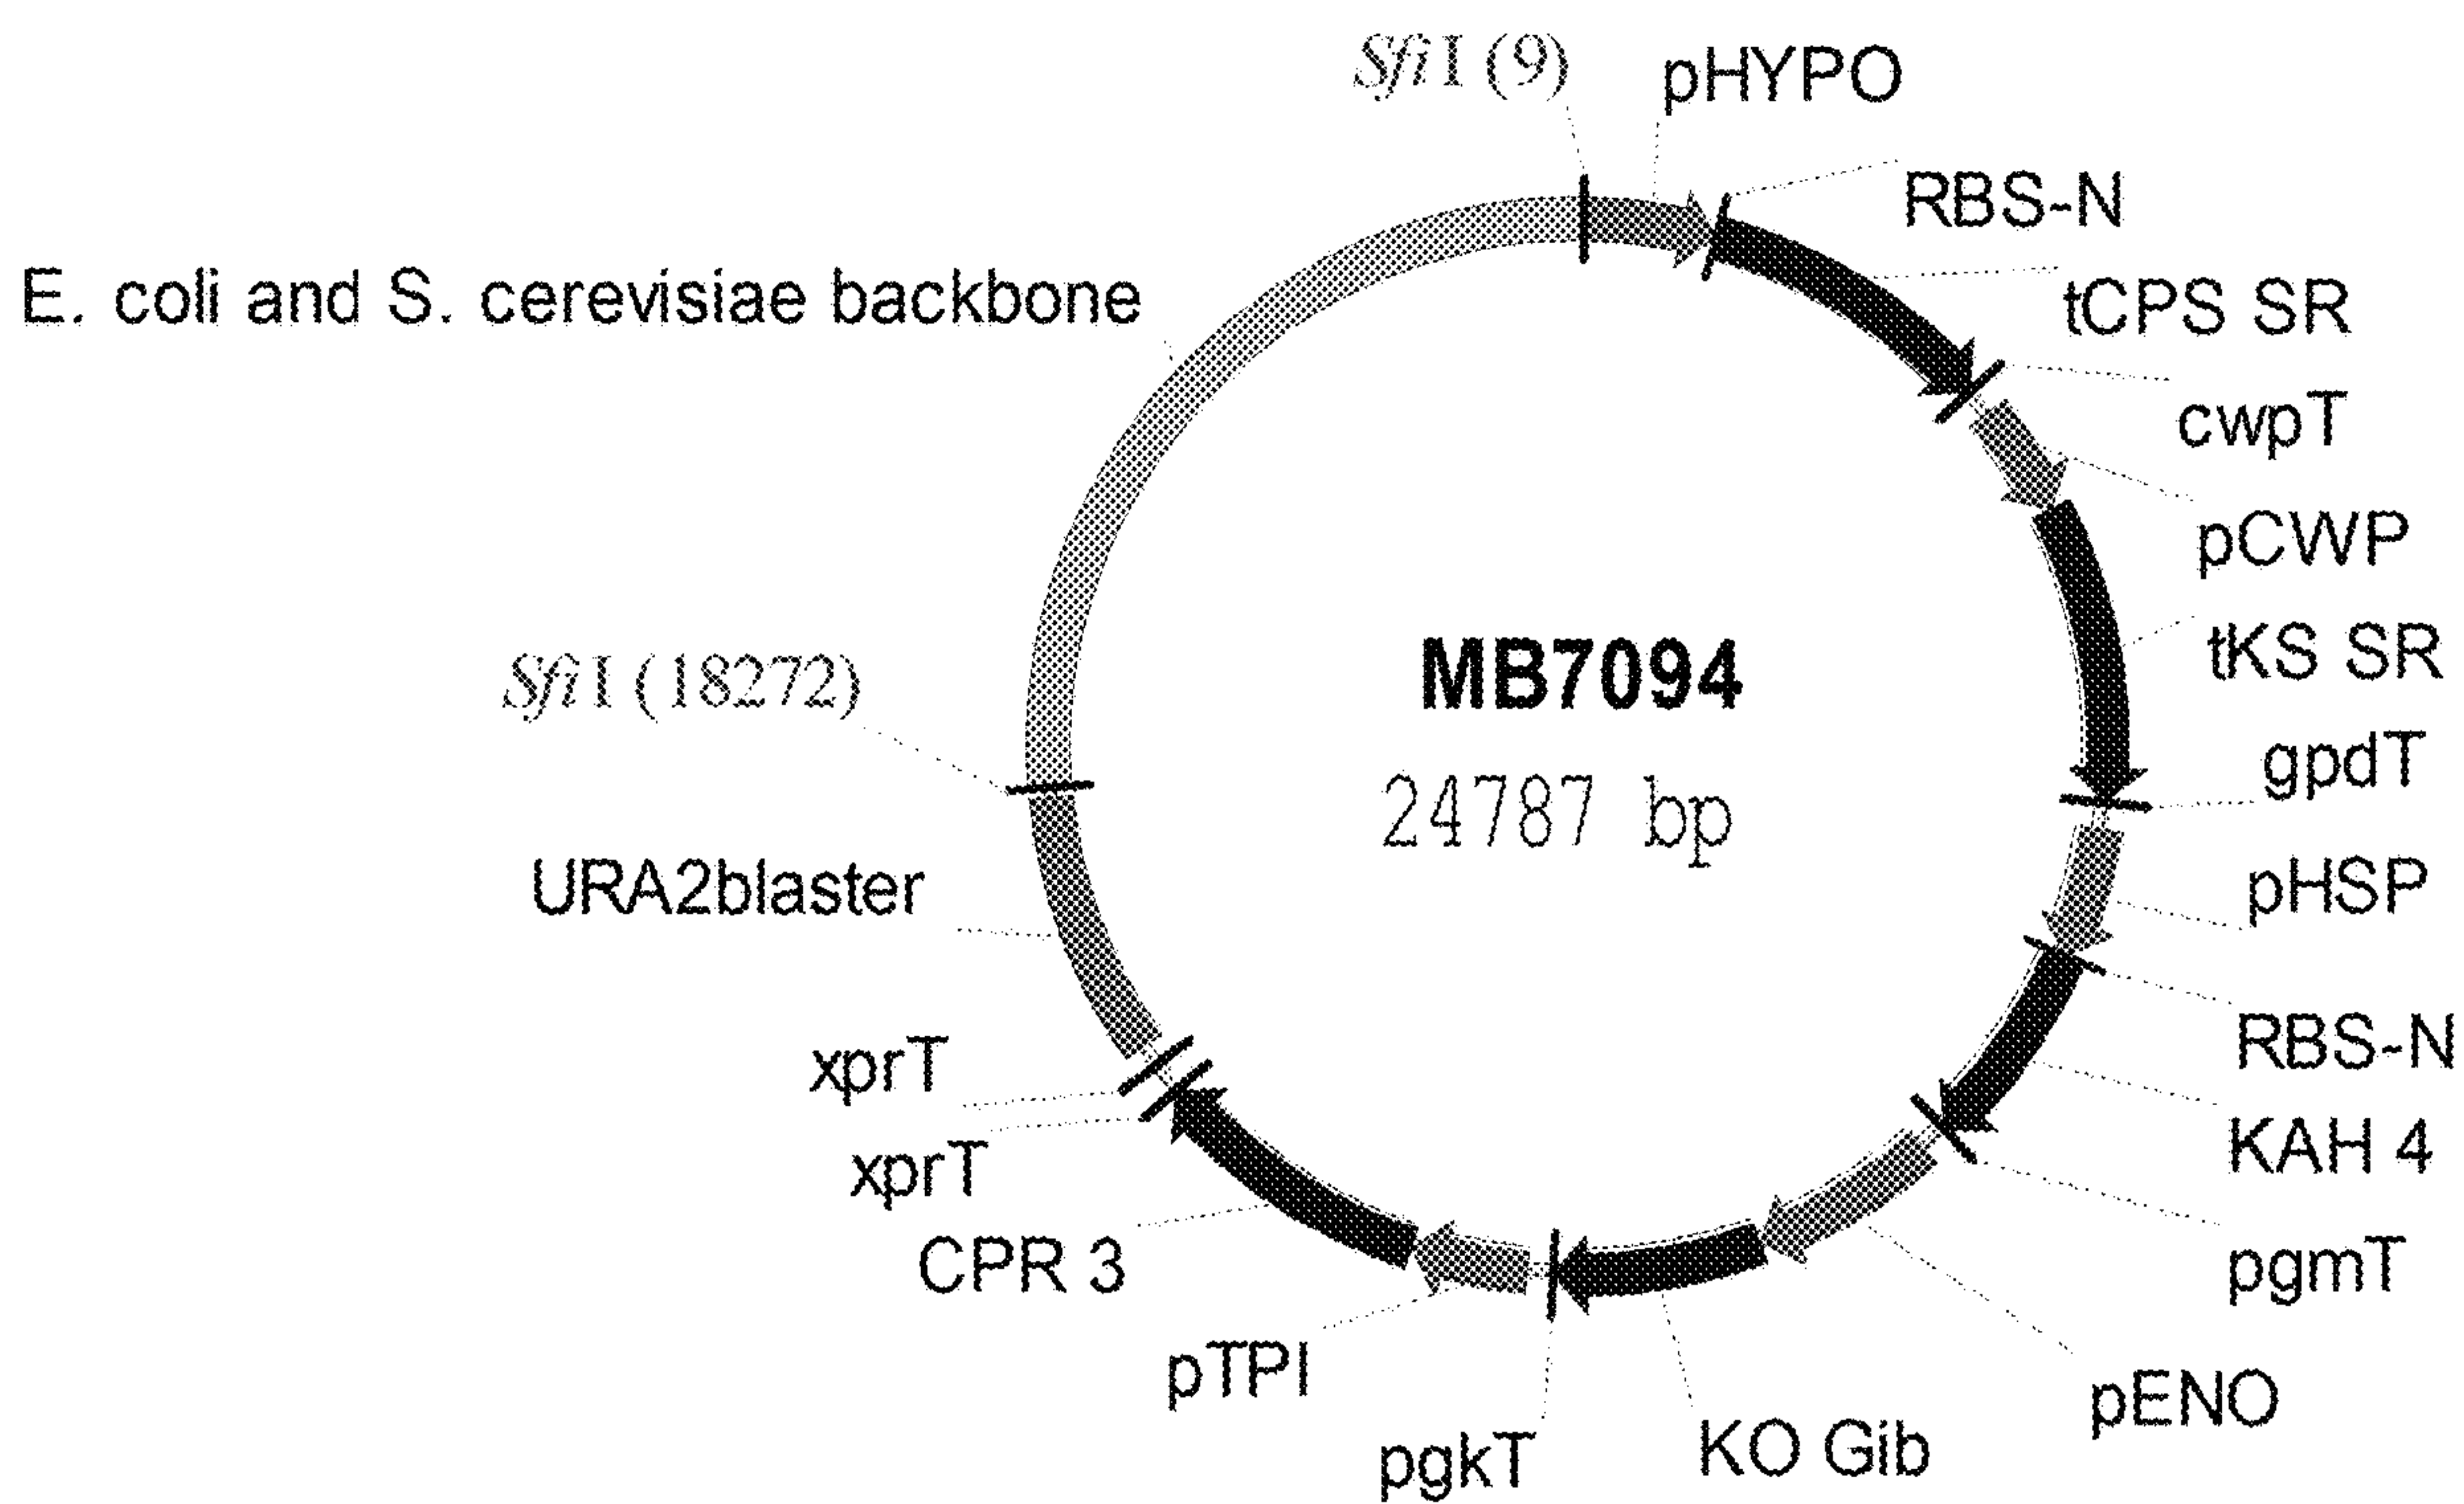 SfiI (9)
pHYPO
RBS-N
tCPS SR
E. coli and S. cerevisiae backbone
cwpT
pCWP
tKS SR
MB7094
SfiI (18272)
gpdT
24787 bp
pHSP
URA2blaster
RBS-N
xprT
KAH 4
xprT
CPR 3
pgmT
pTPI
pENO
KO Gib
pgkT